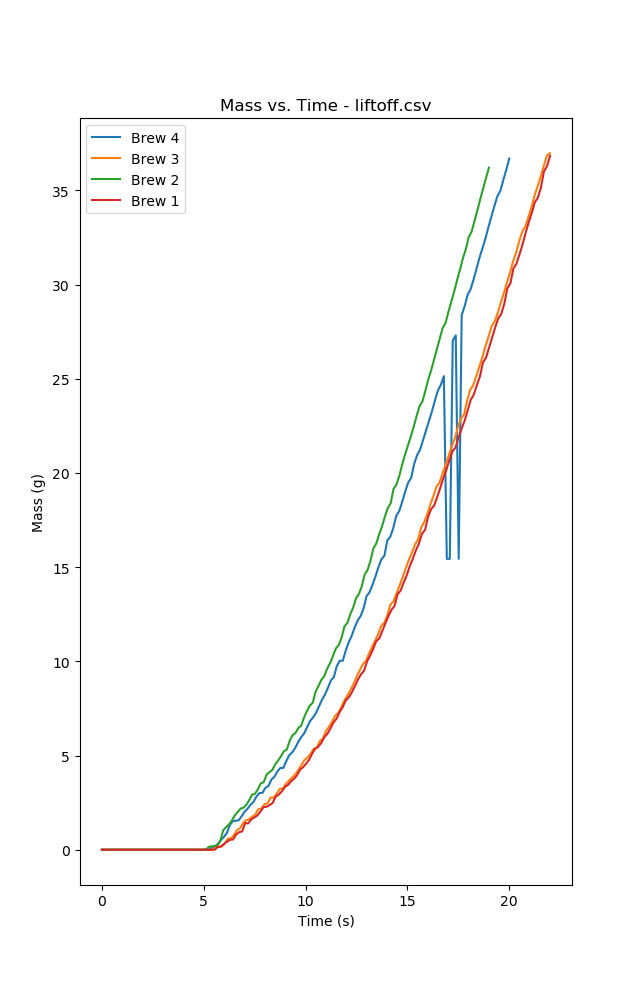 Mass vs. Time - liftoff.csv
Brew 4
Brew 3
Brew 2
Brew 1
35
30
25
20
15
10
5
0
Mass (g)
0 5 10 15 20
Time (s)